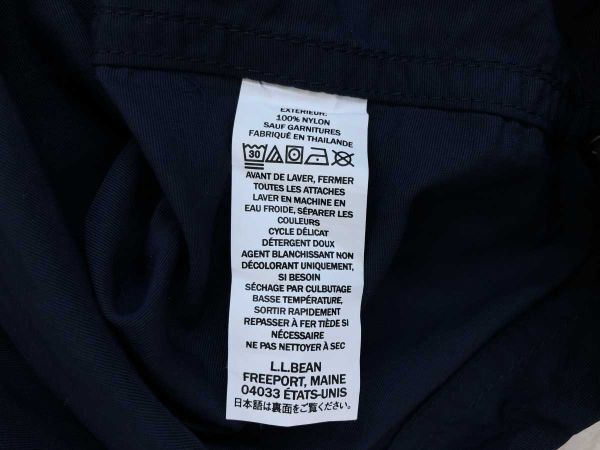 EXTÉRIEUR:
100% NYLON
SAUF GARNITURES
FABRIQUÉ EN THAÏLANDE
30
AVANT DE LAVER, FERMER
TOUTES LES ATTACHES
LAVER EN MACHINE EN
EAU FROIDE, SÉPARER LES
COULEURS
CYCLE DÉLICAT
DÉTERGENT DOUX
AGENT BLANCHISSANT NON
DÉCOLORANT UNIQUEMENT,
SI BESOIN
SÉCHAGE PAR CULBUTAGE
BASSE TEMPÉRATURE,
SORTIR RAPIDEMENT
REPASSER À FER TIÈDE SI
NÉCESSAIRE
NE PAS NETTOYER À SEC
L.L.BEAN
FREEPORT, MAINE
04033 ÉTATS-UNIS
日本語は裏面をご覧ください。